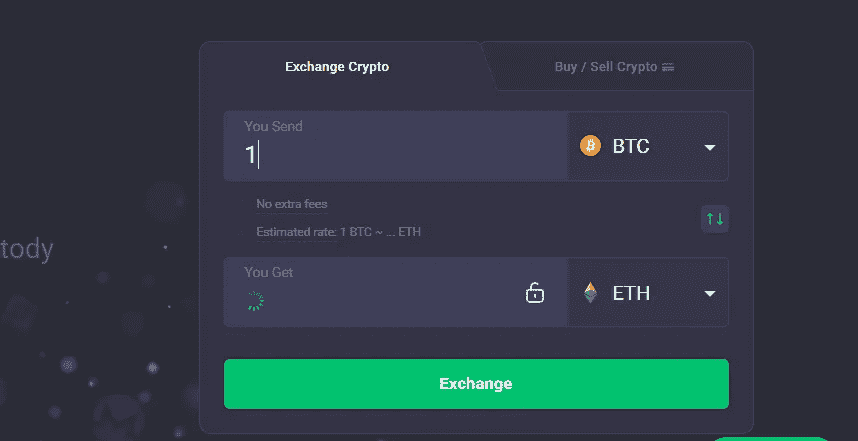 Exchange Crypto
Buy / Sell Crypto
You Send
1
BTC
No extra fees
Estimated rate: 1 BTC ~ ... ETH
tody
You Get
ETH
Exchange